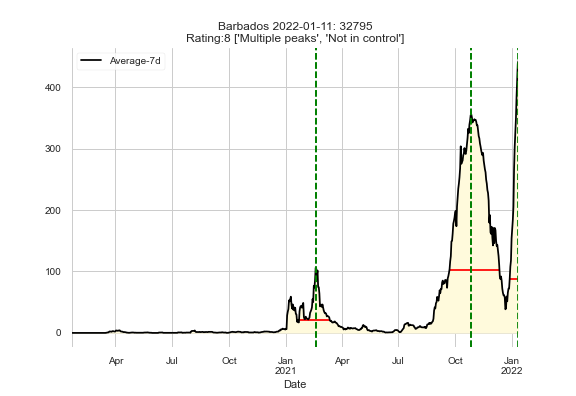 Barbados 2022-01-11: 32795
Rating:8 ['Multiple peaks', 'Not in control']
Average-7d
400
300
200
100
0
Apr Jul Oct Jan Apr Jul Oct Jan
2021 2022
Date